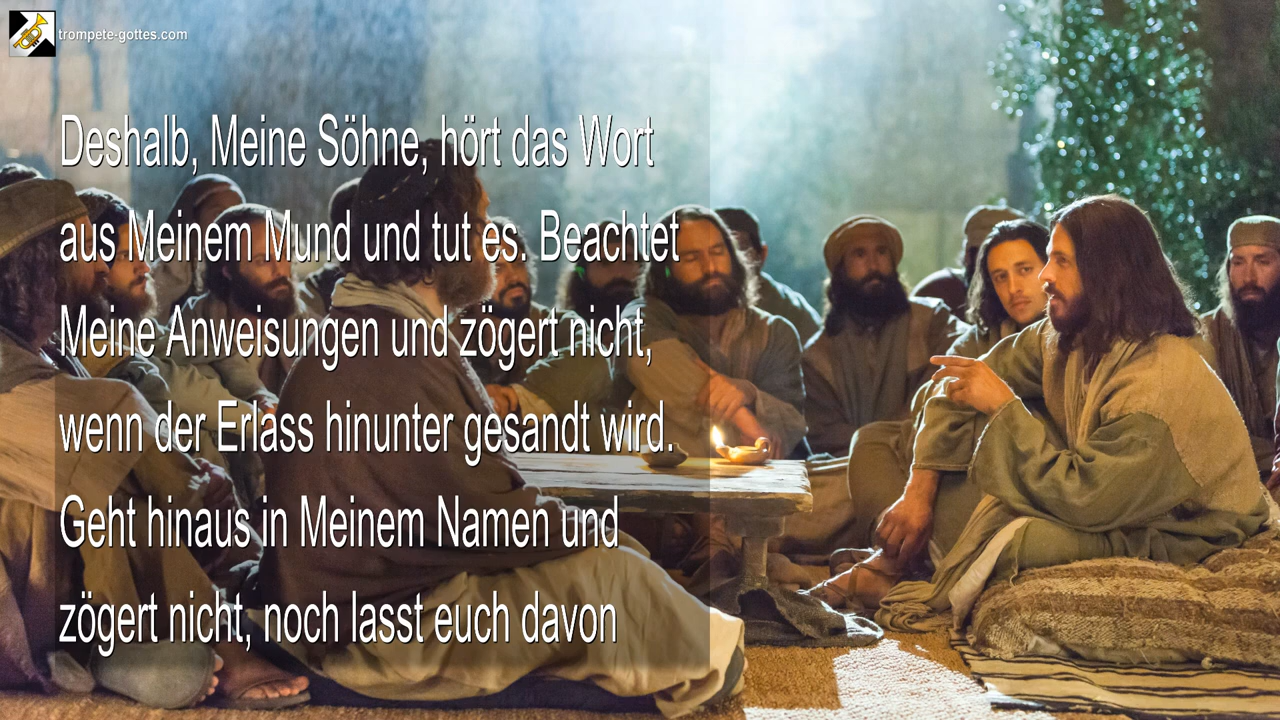 trompete-gottes.com
Deshalb, Meine Söhne, hört das Wort
aus Meinem Mund und tut es. Beachtet
Meine Anweisungen und zögert nicht,
wenn der Erlass hinunter gesandt wird.
Geht hinaus in Meinem Namen und
zögert nicht, noch lasst euch davon